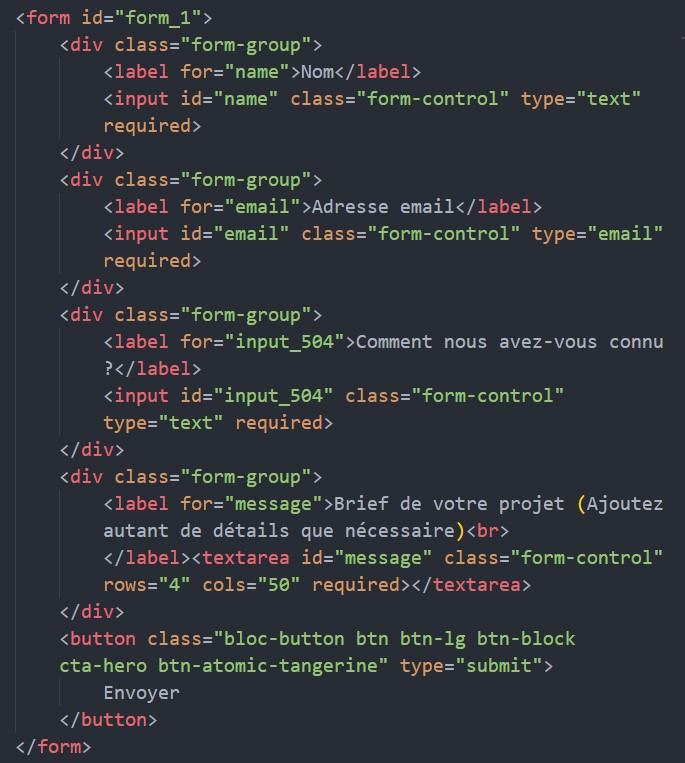 <form id="form_1">
<div class="form-group">
<label for="name">Nom</label>
<input id="name" class="form-control" type="text"
required>
</div>
<div class="form-group">
<label for="email">Adresse email</label>
<input id="email" class="form-control" type="email"
required>
</div>
<div class="form-group">
<label for="input_504">Comment nous avez-vous connu
?</label>
<input id="input_504" class="form-control"
type="text" required>
</div>
<div class="form-group">
<label for="message">Brief de votre projet (Ajoutez
autant de détails que nécessaire)<br>
</label><textarea id="message" class="form-control"
rows="4" cols="50" required></textarea>
</div>
<button class="bloc-button btn btn-lg btn-block
cta-hero btn-atomic-tangerine" type="submit">
Envoyer
</button>
</form>